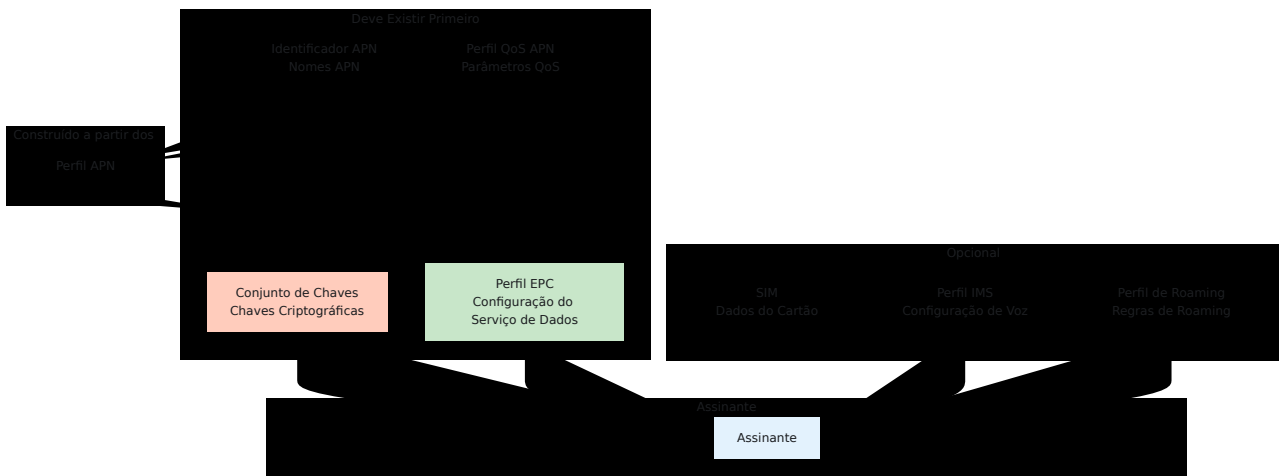 Deve Existir Primeiro
Identificador APN
Nomes APN
Perfil QoS APN
Parâmetros QoS
Construído a partir dos
Perfil APN
Conjunto de Chaves
Chaves Criptográficas
Perfil EPC
Configuração do
Serviço de Dados
Opcional
SIM
Dados do Cartão
Perfil IMS
Configuração de Voz
Perfil de Roaming
Regras de Roaming
Assinante
Assinante